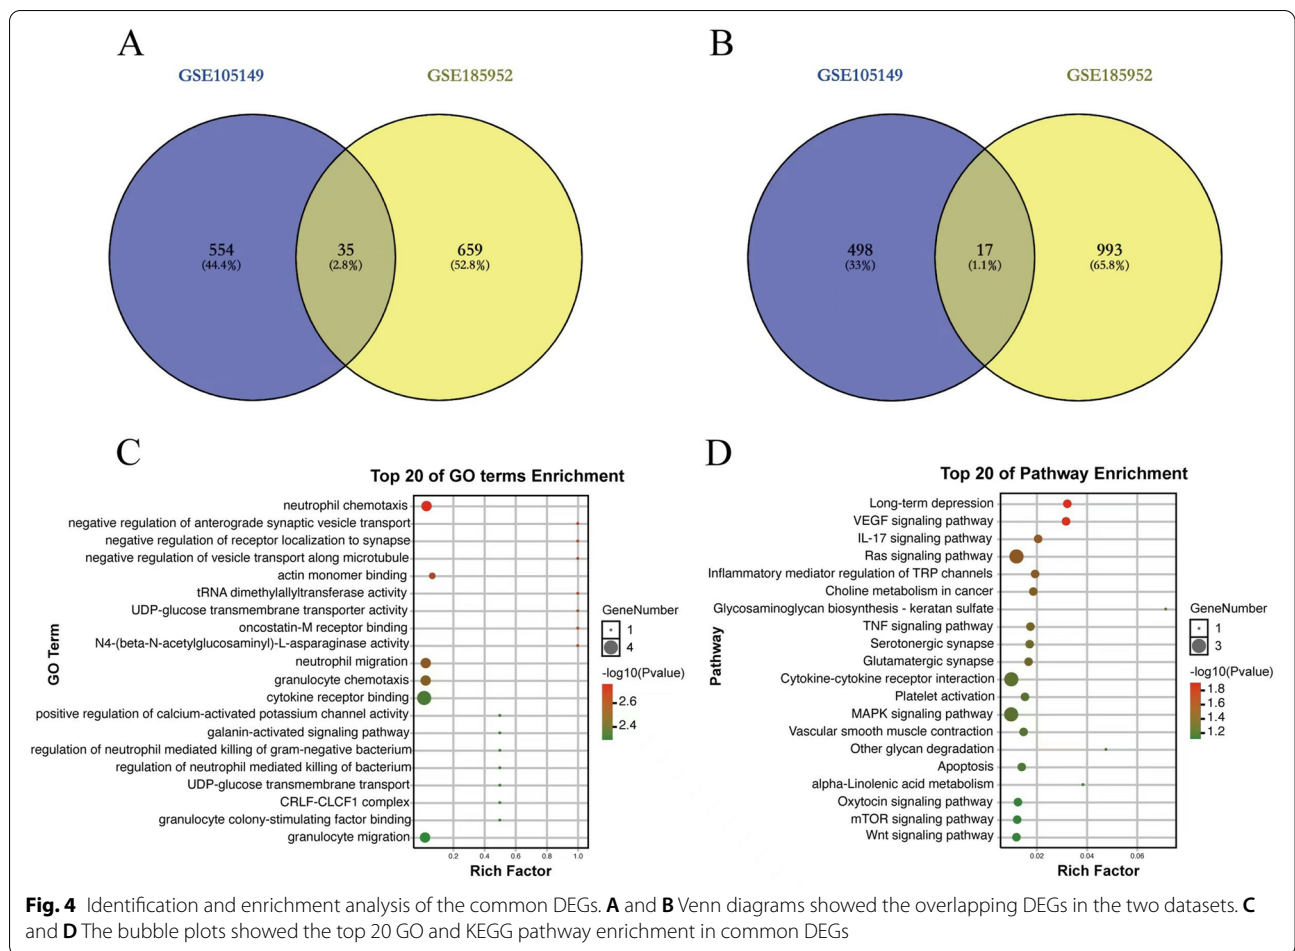 A
B
GSE105149
GSE185952
GSE105149
GSE185952
554
(44.4%)
35
(2.8%)
659
(52.8%)
498
(33%)
17
(1.1%)
993
(65.8%)
C
Top 20 of GO terms Enrichment
GO Term
neutrophil chemotaxis
negative regulation of anterograde synaptic vesicle transport
negative regulation of receptor localization to synapse
negative regulation of vesicle transport along microtubule
actin monomer binding
tRNA dimethylallyltransferase activity
UDP-glucose transmembrane transporter activity
oncostatin-M receptor binding
N4-(beta-N-acetylglucosaminyl)-L-asparaginase activity
neutrophil migration
granulocyte chemotaxis
cytokine receptor binding
positive regulation of calcium-activated potassium channel activity
galanin-activated signaling pathway
regulation of neutrophil mediated killing of gram-negative bacterium
regulation of neutrophil mediated killing of bacterium
UDP-glucose transmembrane transport
CRLF-CLCF1 complex
granulocyte colony-stimulating factor binding
granulocyte migration
0.2 0.4 0.6 0.8 1.0
Rich Factor
GeneNumber
1
4
-log10(Pvalue)
2.6
2.4
D
Top 20 of Pathway Enrichment
Pathway
Long-term depression
VEGF signaling pathway
IL-17 signaling pathway
Ras signaling pathway
Inflammatory mediator regulation of TRP channels
Choline metabolism in cancer
Glycosaminoglycan biosynthesis - keratan sulfate
TNF signaling pathway
Serotonergic synapse
Glutamatergic synapse
Cytokine-cytokine receptor interaction
Platelet activation
MAPK signaling pathway
Vascular smooth muscle contraction
Other glycan degradation
Apoptosis
alpha-Linolenic acid metabolism
Oxytocin signaling pathway
mTOR signaling pathway
Wnt signaling pathway
0.02 0.04 0.06
Rich Factor
GeneNumber
1
3
-log10(Pvalue)
1.8
1.6
1.4
1.2
Fig. 4 Identification and enrichment analysis of the common DEGs. A and B Venn diagrams showed the overlapping DEGs in the two datasets. C
and D The bubble plots showed the top 20 GO and KEGG pathway enrichment in common DEGs